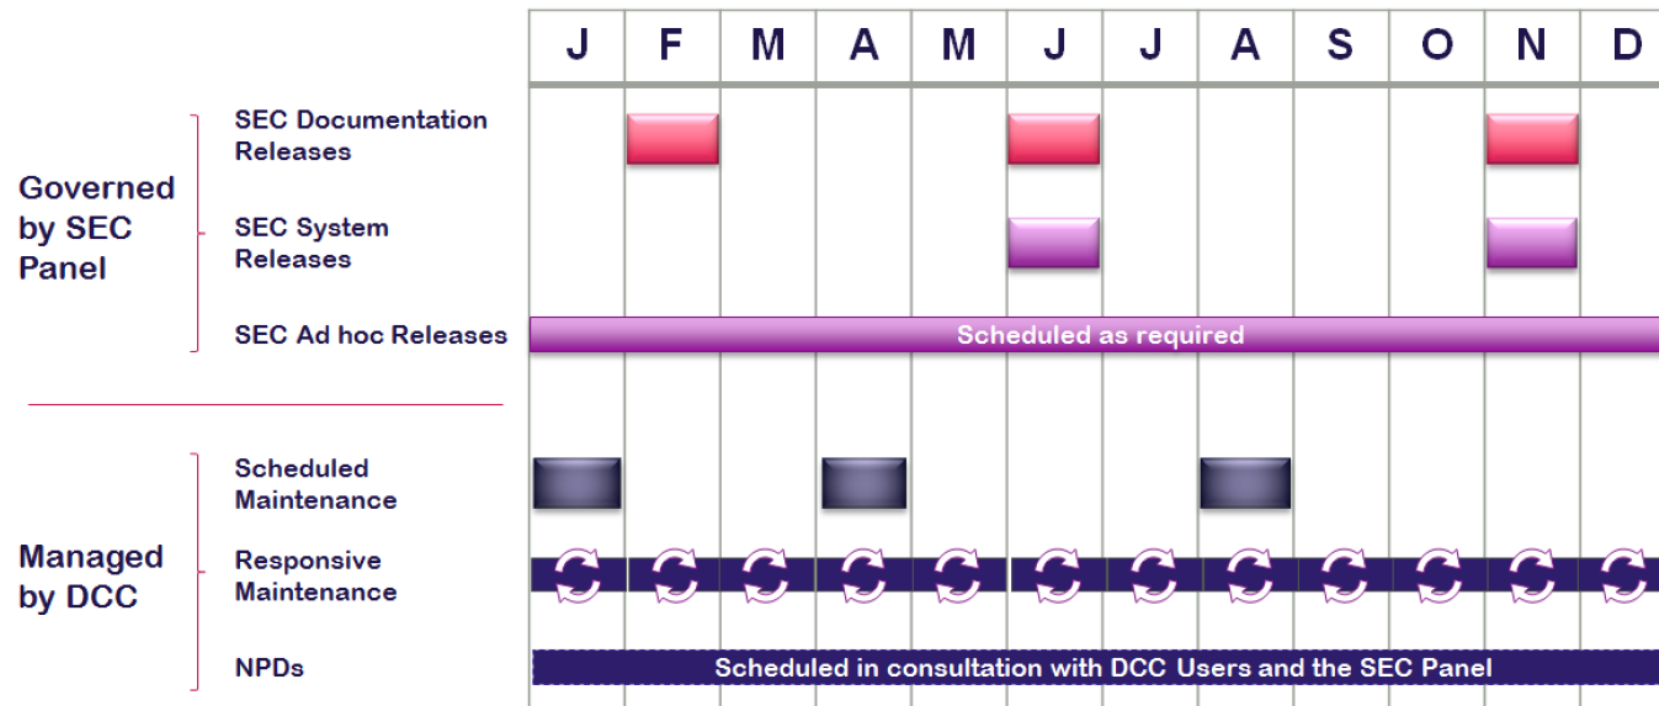 J F M A M J J A S O N D
Governed
by SEC
Panel
SEC Documentation
Releases
SEC System
Releases
SEC Ad hoc Releases
Scheduled as required
Managed
by DCC
Scheduled
Maintenance
Responsive
Maintenance
NPDs
Scheduled in consultation with DCC Users and the SEC Panel